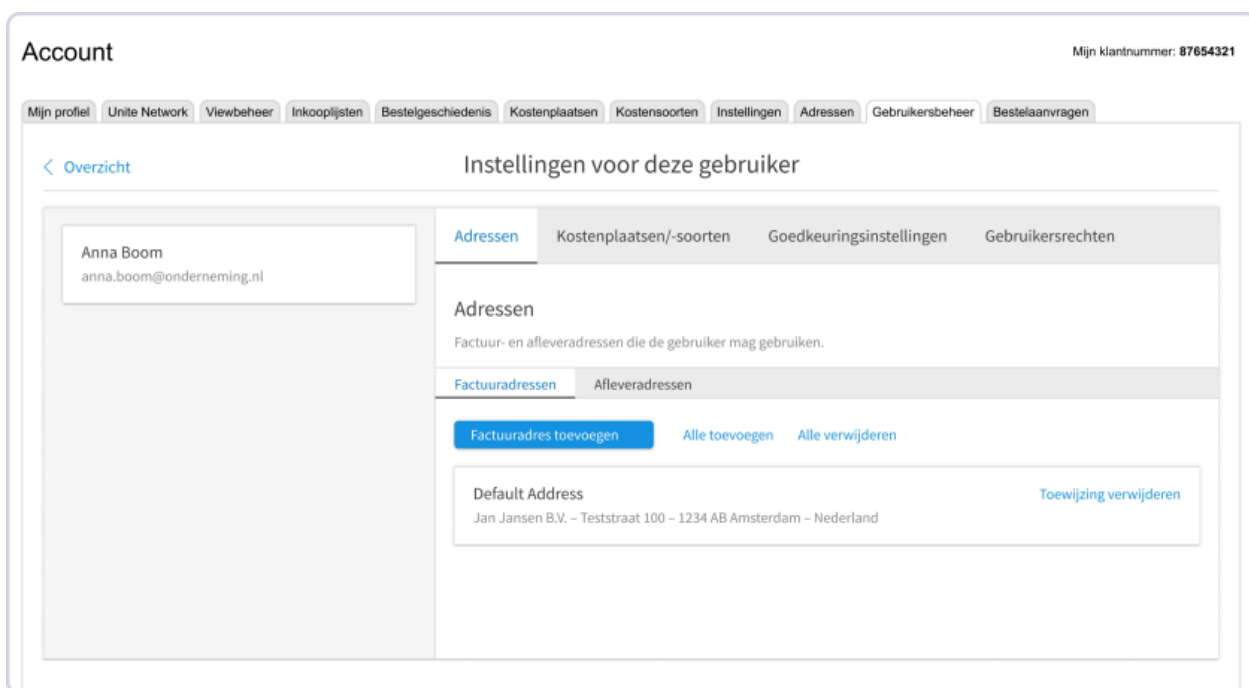 Account
Mijn klantnummer: 87654321
Mijn profiel Unite Network Viewbeheer Inkooplijsten Bestelgeschiedenis Kostenplaatsen Kostensoorten Instellingen Adressen Gebruikersbeheer Bestelaanvragen
Overzicht
Instellingen voor deze gebruiker
Anna Boom
anna.boom@onderneming.nl
Adressen Kostenplaatsen/-soorten Goedkeuringsinstellingen Gebruikersrechten
Adressen
Factuur- en afleveradressen die de gebruiker mag gebruiken.
Factuuradressen Afleveradressen
Factuuradres toevoegen Alle toevoegen Alle verwijderen
Default Address
Toewijzing verwijderen
Jan Jansen B.V. – Teststraat 100 – 1234 AB Amsterdam – Nederland